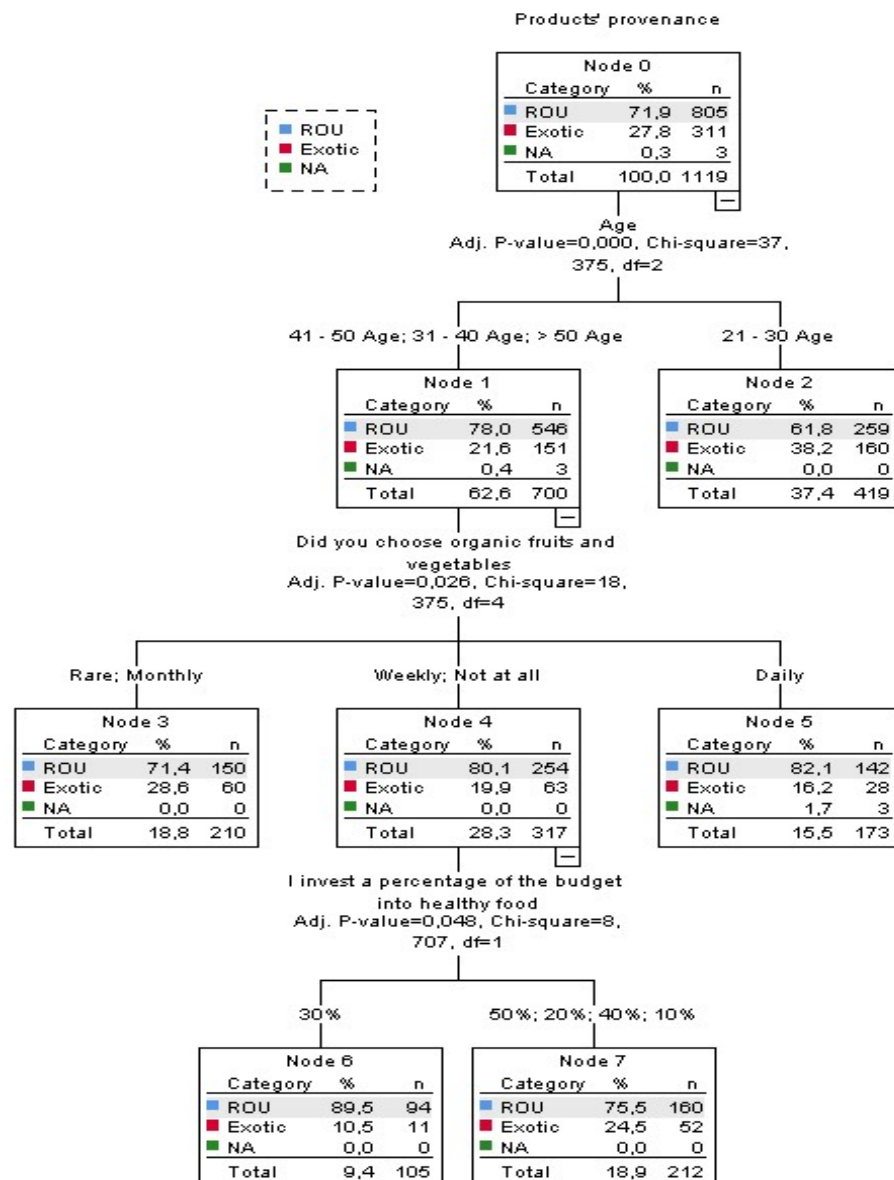 Products' provenance
Node 0
Category % n
ROU 71,9 805
Exotic 27,8 311
NA 0,3 3
Total 100,0 1119
ROU
Exotic
NA
Age
Adj. P-value=0,000, Chi-square=37,
375, df=2
41 - 50 Age; 31 - 40 Age; > 50 Age
21 - 30 Age
Node 1
Category % n
ROU 78,0 546
Exotic 21,6 151
NA 0,4 3
Total 62,6 700
Node 2
Category % n
ROU 61,8 259
Exotic 38,2 160
NA 0,0 0
Total 37,4 419
Did you choose organic fruits and
vegetables
Adj. P-value=0,026, Chi-square=18,
375, df=4
Rare; Monthly
Weekly; Not at all
Daily
Node 3
Category % n
ROU 71,4 150
Exotic 28,6 60
NA 0,0 0
Total 18,8 210
Node 4
Category % n
ROU 80,1 254
Exotic 19,9 63
NA 0,0 0
Total 28,3 317
Node 5
Category % n
ROU 82,1 142
Exotic 16,2 28
NA 1,7 3
Total 15,5 173
I invest a percentage of the budget
into healthy food
Adj. P-value=0,048, Chi-square=8,
707, df=1
30%
50%; 20%; 40%; 10%
Node 6
Category % n
ROU 89,5 94
Exotic 10,5 11
NA 0,0 0
Total 9,4 105
Node 7
Category % n
ROU 75,5 160
Exotic 24,5 52
NA 0,0 0
Total 18,9 212